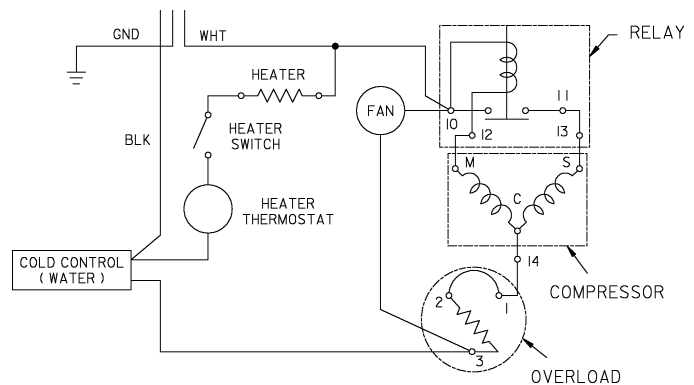 GND
WHT
RELAY
HEATER
FAN
10
11
12
13
BLK
HEATER
SWITCH
M
S
C
HEATER
THERMOSTAT
COLD CONTROL
( WATER )
14
COMPRESSOR
2
1
3
OVERLOAD